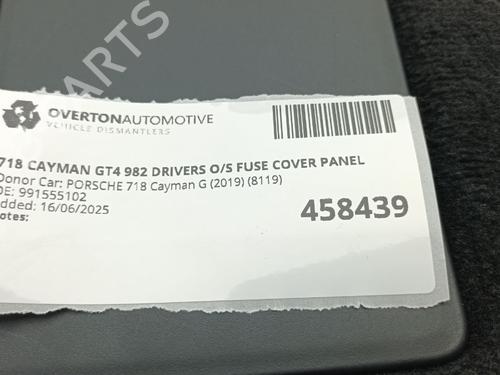 PARTS
OVERTONAUTOMOTIVE
VEHICLE DISMANTLERS
718 CAYMAN GT4 982 DRIVERS O/S FUSE COVER PANEL
Donor Car: PORSCHE 718 Cayman G (2019) (8119)
OE: 991555102
Added: 16/06/2025
Notes:
458439